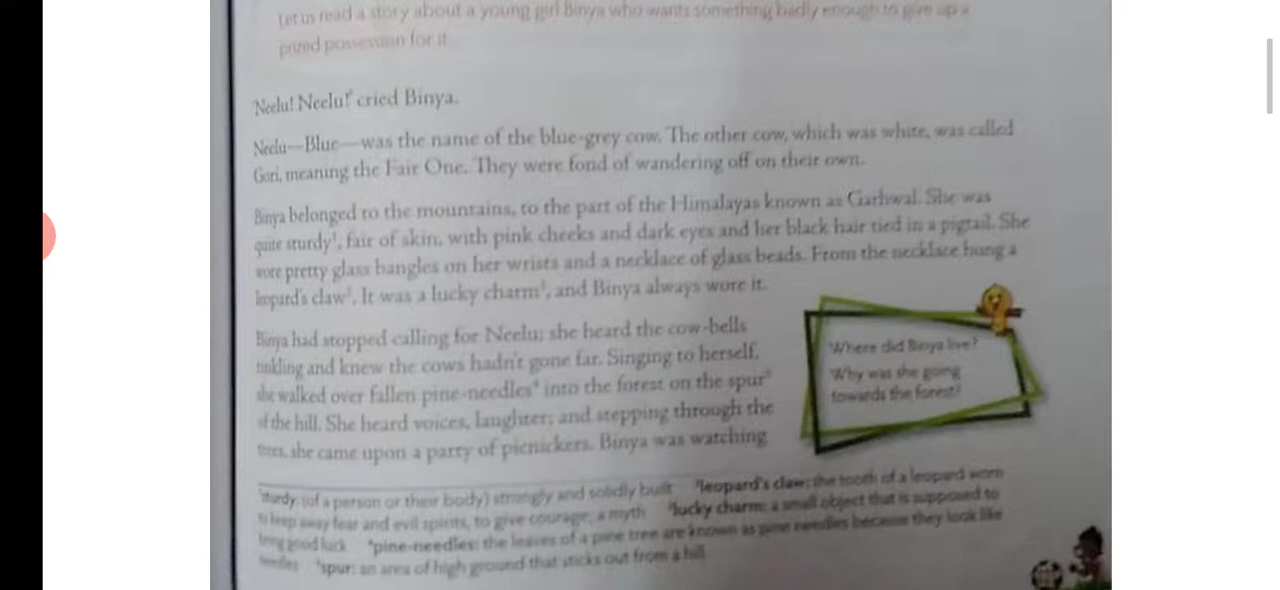 Let us read a story about a young girl Binya who wants something badly enough to give up a
prized possession for it.
'Neelu! Neelu!' cried Binya.
Neelu—Blue—was the name of the blue-grey cow. The other cow, which was white, was called
Gori, meaning the Fair One. They were fond of wandering off on their own.
Binya belonged to the mountains, to the part of the Himalayas known as Garhwal. She was
quite sturdy¹, fair of skin, with pink cheeks and dark eyes and her black hair tied in a pigtail. She
wore pretty glass bangles on her wrists and a necklace of glass beads. From the necklace hung a
leopard's claw². It was a lucky charm³, and Binya always wore it.
Binya had stopped calling for Neelu; she heard the cow-bells
tinkling and knew the cows hadn't gone far. Singing to herself,
she walked over fallen pine-needles⁴ into the forest on the spur⁵
of the hill. She heard voices, laughter; and stepping through the
trees, she came upon a party of picnickers. Binya was watching
Where did Binya live?
Why was she going
towards the forest?
¹sturdy: (of a person or their body) strongly and solidly built ²leopard's claw: the tooth of a leopard worn
to keep away fear and evil spirits, to give courage; a myth ³lucky charm: a small object that is supposed to
bring good luck ⁴pine-needles: the leaves of a pine tree are known as pine needles because they look like
needles ⁵spur: an area of high ground that sticks out from a hill